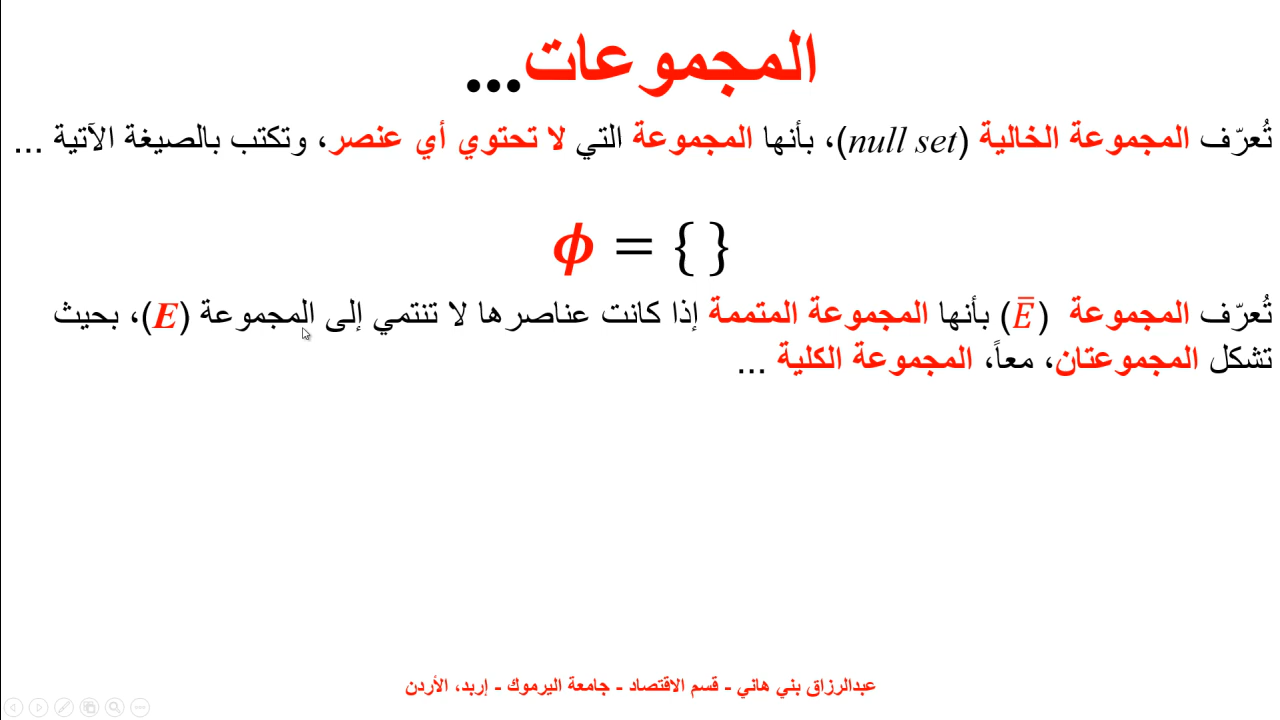 المجموعات...
تُعرّف المجموعة الخالية (null set)، بأنها المجموعة التي لا تحتوي أي عنصر، وتكتب بالصيغة الآتية ...
ϕ = { }
تُعرّف المجموعة (E̅) بأنها المجموعة المتممة إذا كانت عناصرها لا تنتمي إلى المجموعة (E)، بحيث
تشكل المجموعتان، معاً، المجموعة الكلية ...
عبدالرزاق بني هاني - قسم الاقتصاد - جامعة اليرموك - إربد، الأردن